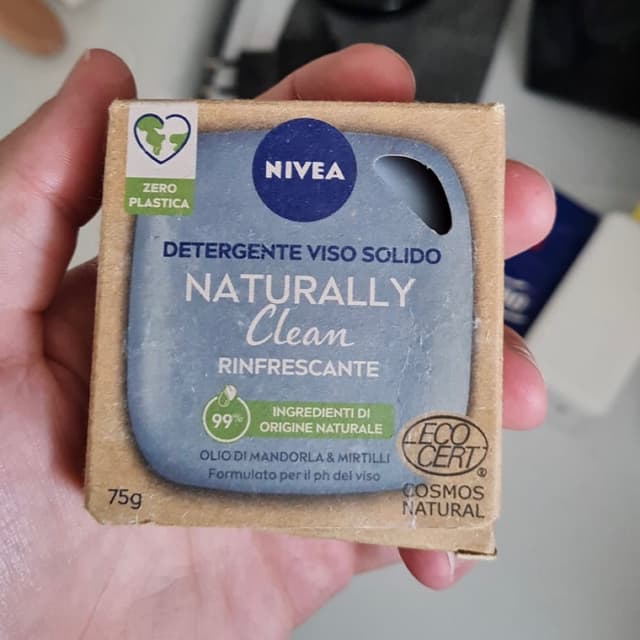 NIVEA
ZERO
PLASTICA
DETERGENTE VISO SOLIDO
NATURALLY
Clean
RINFRESCANTE
99%
INGREDIENTI DI
ORIGINE NATURALE
OLIO DI MANDORLA & MIRTILLI
Formulato per il ph del viso
75g
ECO
CERT®
COSMOS
NATURAL